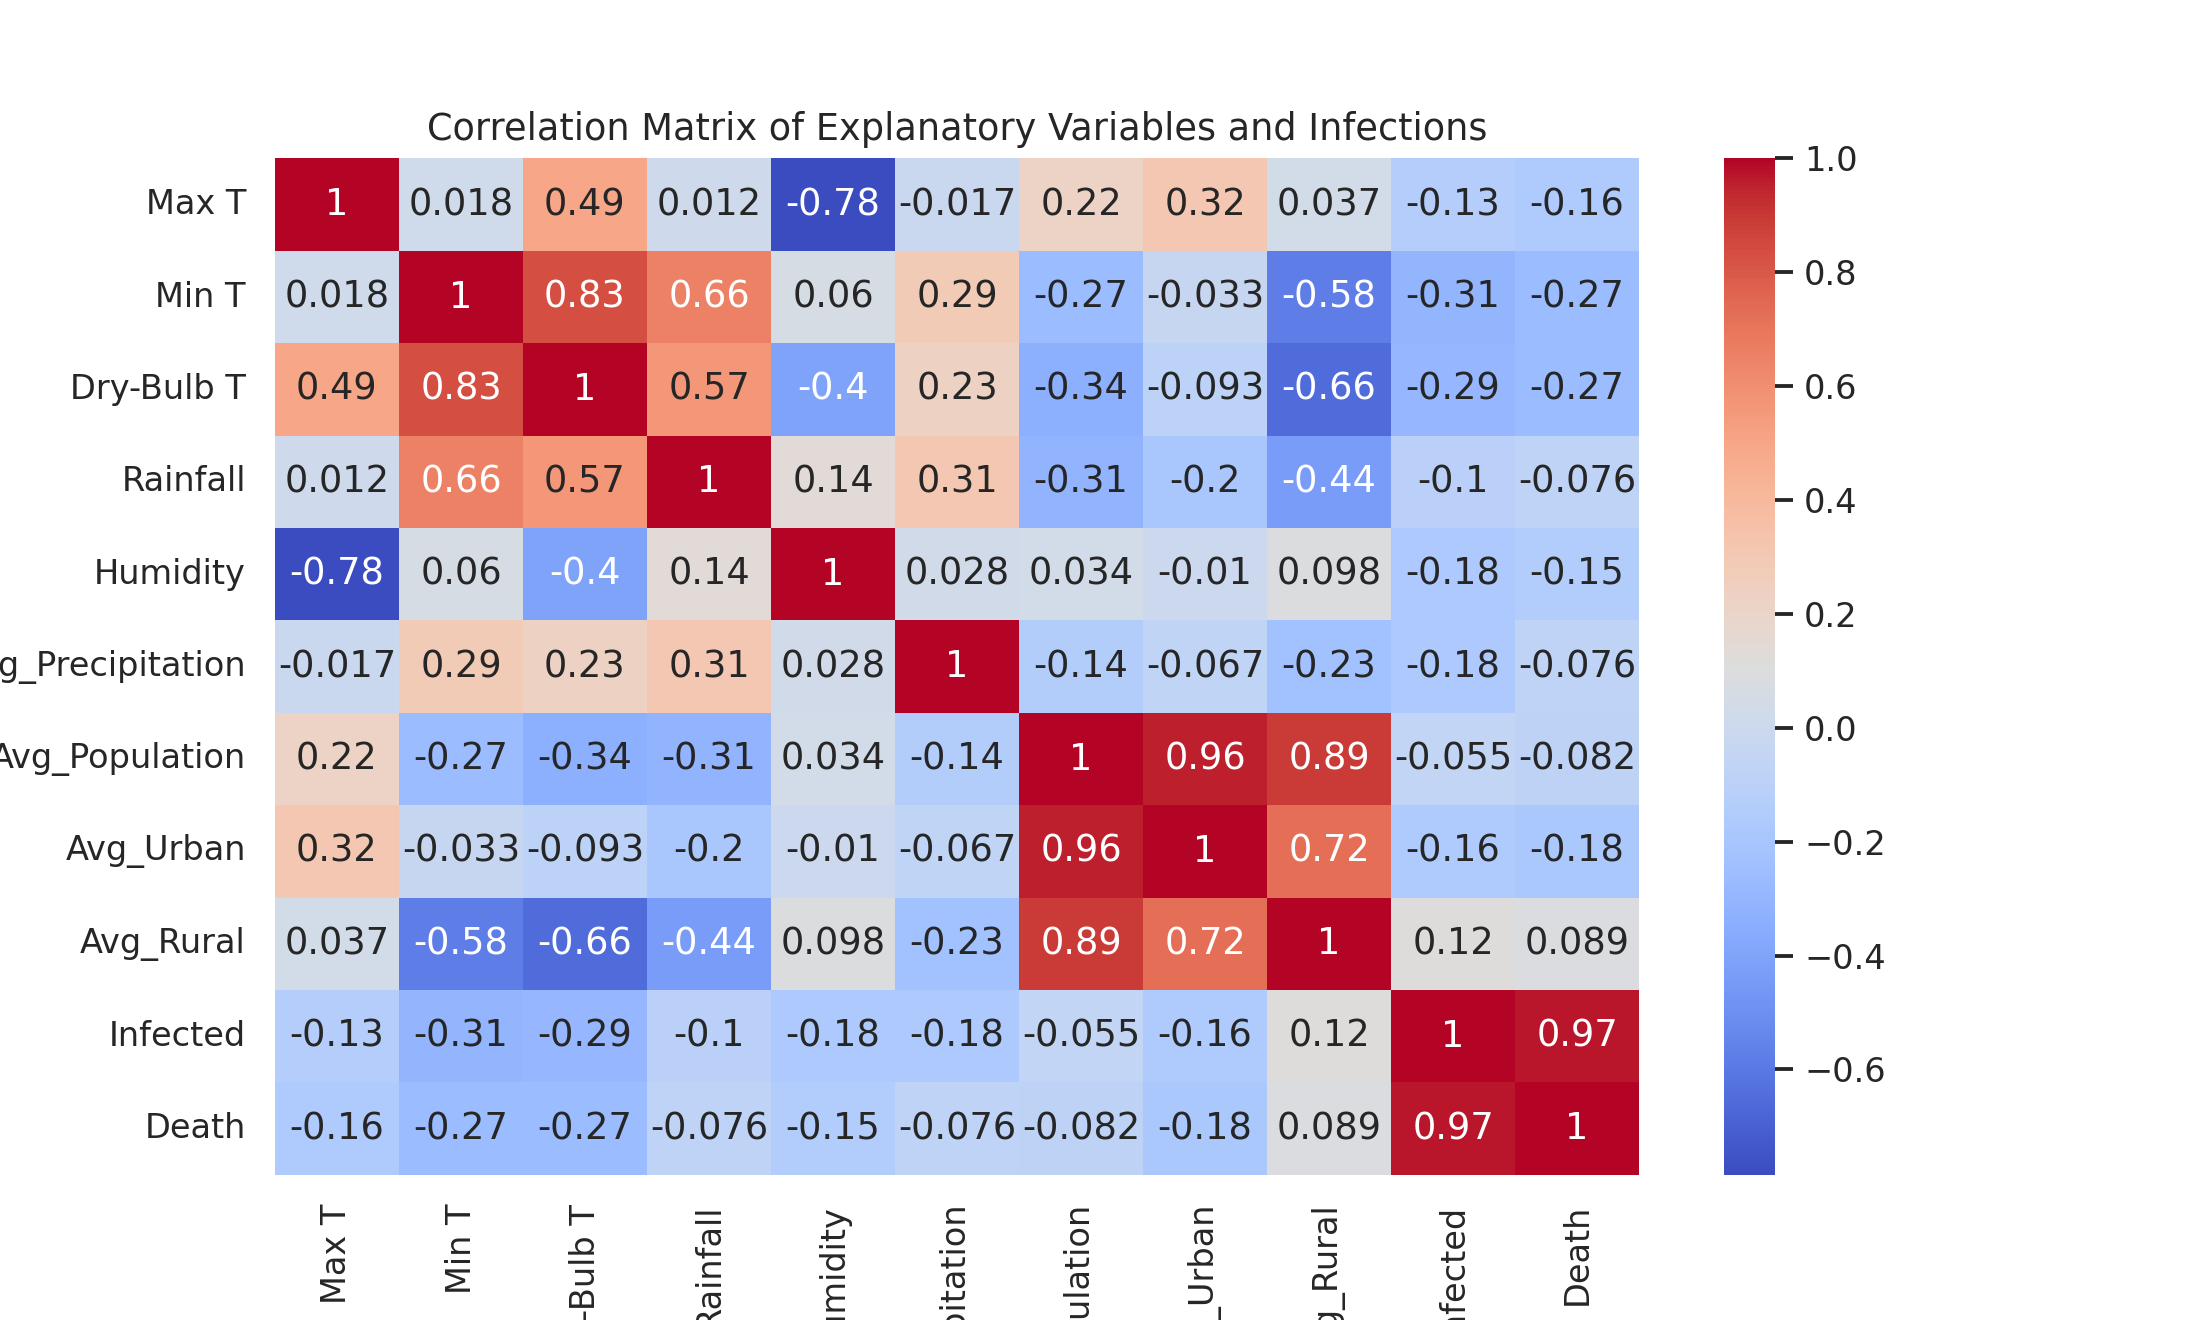 Correlation Matrix of Explanatory Variables and Infections
Max T 1 0.018 0.49 0.012 -0.78 -0.017 0.22 0.32 0.037 -0.13 -0.16
Min T 0.018 1 0.83 0.66 0.06 0.29 -0.27 -0.033 -0.58 -0.31 -0.27
Dry-Bulb T 0.49 0.83 1 0.57 -0.4 0.23 -0.34 -0.093 -0.66 -0.29 -0.27
Rainfall 0.012 0.66 0.57 1 0.14 0.31 -0.31 -0.2 -0.44 -0.1 -0.076
Humidity -0.78 0.06 -0.4 0.14 1 0.028 0.034 -0.01 0.098 -0.18 -0.15
g_Precipitation -0.017 0.29 0.23 0.31 0.028 1 -0.14 -0.067 -0.23 -0.18 -0.076
Avg_Population 0.22 -0.27 -0.34 -0.31 0.034 -0.14 1 0.96 0.89 -0.055 -0.082
Avg_Urban 0.32 -0.033 -0.093 -0.2 -0.01 -0.067 0.96 1 0.72 -0.16 -0.18
Avg_Rural 0.037 -0.58 -0.66 -0.44 0.098 -0.23 0.89 0.72 1 0.12 0.089
Infected -0.13 -0.31 -0.29 -0.1 -0.18 -0.18 -0.055 -0.16 0.12 1 0.97
Death -0.16 -0.27 -0.27 -0.076 -0.15 -0.076 -0.082 -0.18 0.089 0.97 1
Max T
Min T
-Bulb T
Rainfall
umidity
pitation
ulation
_Urban
g_Rural
nfected
Death
1.0
0.8
0.6
0.4
0.2
0.0
−0.2
−0.4
−0.6